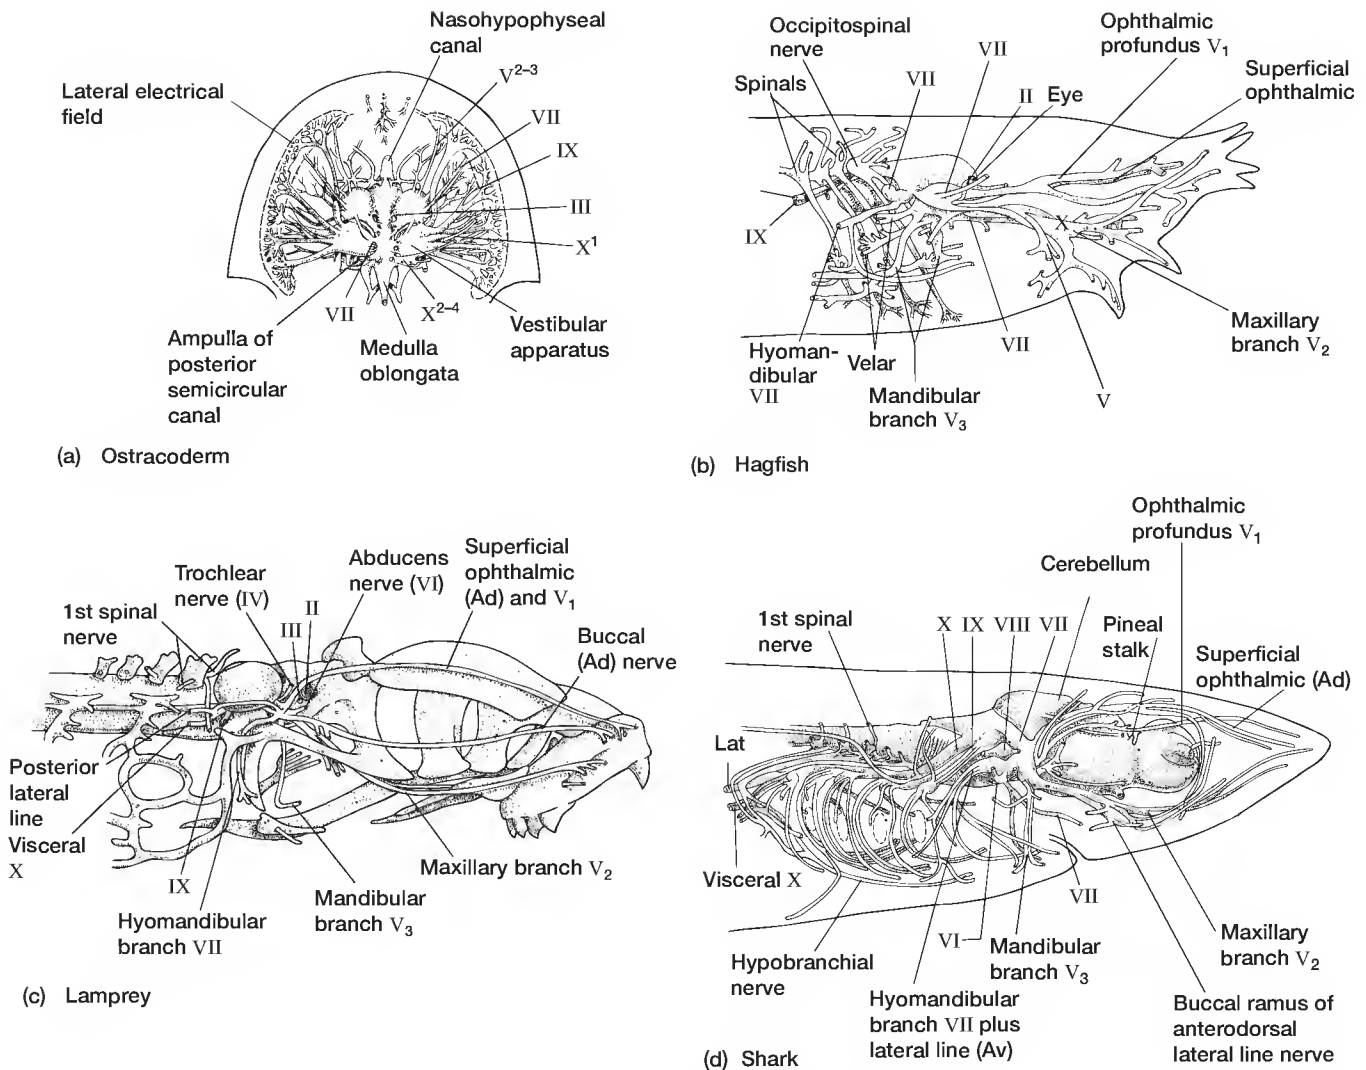 Nasohypophyseal
canal
V2–3
Lateral electrical
field
VII
IX
III
X1
VII
X2–4
Vestibular
apparatus
Ampulla of
posterior
semicircular
canal
Medulla
oblongata
(a) Ostracoderm
Occipitospinal
nerve
VII
Ophthalmic
profundus V1
Spinals
VII
II
Eye
Superficial
ophthalmic
IX
X
Hyoman-
dibular
VII
Velar
Mandibular
branch V3
VII
V
Maxillary
branch V2
(b) Hagfish
Trochlear
nerve (IV)
Abducens
nerve (VI)
Superficial
ophthalmic
(Ad) and V1
1st spinal
nerve
II
III
Buccal
(Ad) nerve
Posterior
lateral
line
Visceral
X
IX
Hyomandibular
branch VII
Mandibular
branch V3
Maxillary branch V2
(c) Lamprey
Ophthalmic
profundus V1
Cerebellum
1st spinal
nerve
X
IX
VIII
VII
Pineal
stalk
Superficial
ophthalmic (Ad)
Lat
Visceral X
VII
VI
Hypobranchial
nerve
Hyomandibular
branch VII plus
lateral line (Av)
Mandibular
branch V3
Maxillary
branch V2
Buccal ramus of
anterodorsal
lateral line nerve
(d) Shark